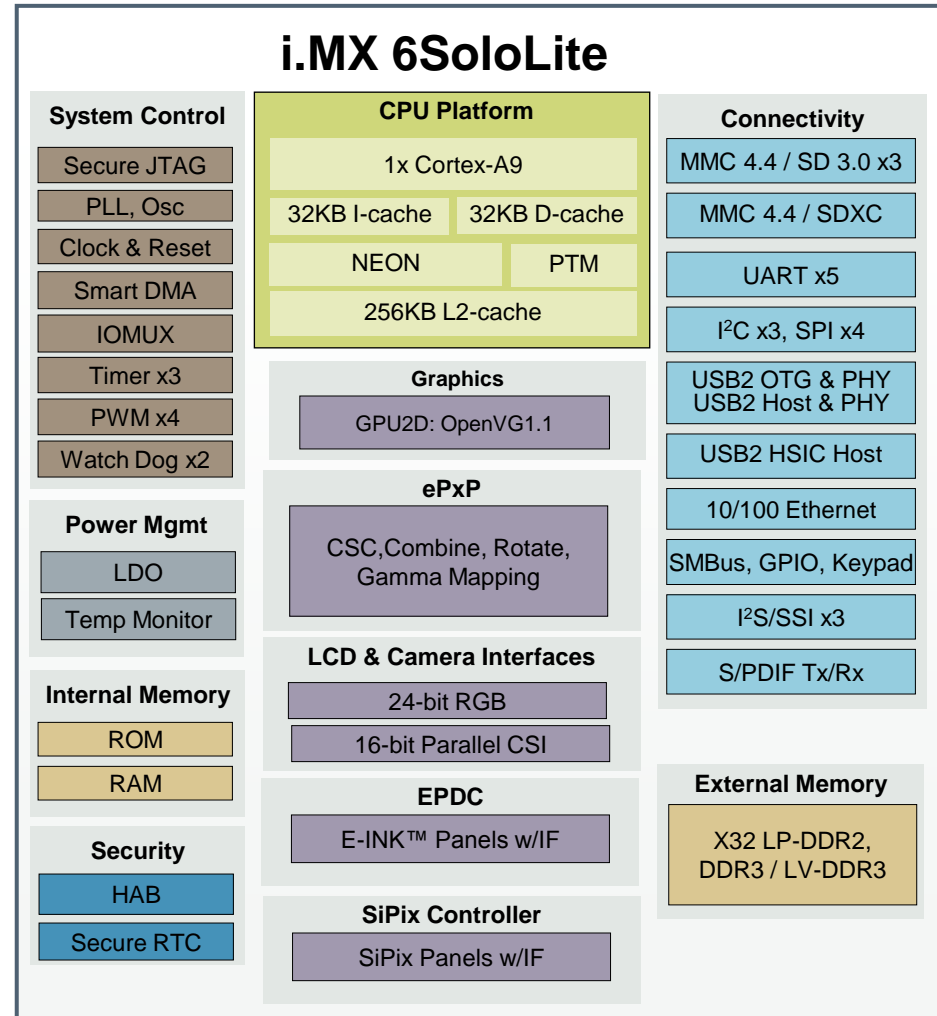 i.MX 6SoloLite
System Control
Secure JTAG
PLL, Osc
Clock & Reset
Smart DMA
IOMUX
Timer x3
PWM x4
Watch Dog x2
Power Mgmt
LDO
Temp Monitor
Internal Memory
ROM
RAM
Security
HAB
Secure RTC
CPU Platform
1x Cortex-A9
32KB I-cache
32KB D-cache
NEON
PTM
256KB L2-cache
Graphics
GPU2D: OpenVG1.1
ePxP
CSC,Combine, Rotate,
Gamma Mapping
LCD & Camera Interfaces
24-bit RGB
16-bit Parallel CSI
EPDC
E-INK™ Panels w/IF
SiPix Controller
SiPix Panels w/IF
Connectivity
MMC 4.4 / SD 3.0 x3
MMC 4.4 / SDXC
UART x5
I²C x3, SPI x4
USB2 OTG & PHY
USB2 Host & PHY
USB2 HSIC Host
10/100 Ethernet
SMBus, GPIO, Keypad
I²S/SSI x3
S/PDIF Tx/Rx
External Memory
X32 LP-DDR2,
DDR3 / LV-DDR3